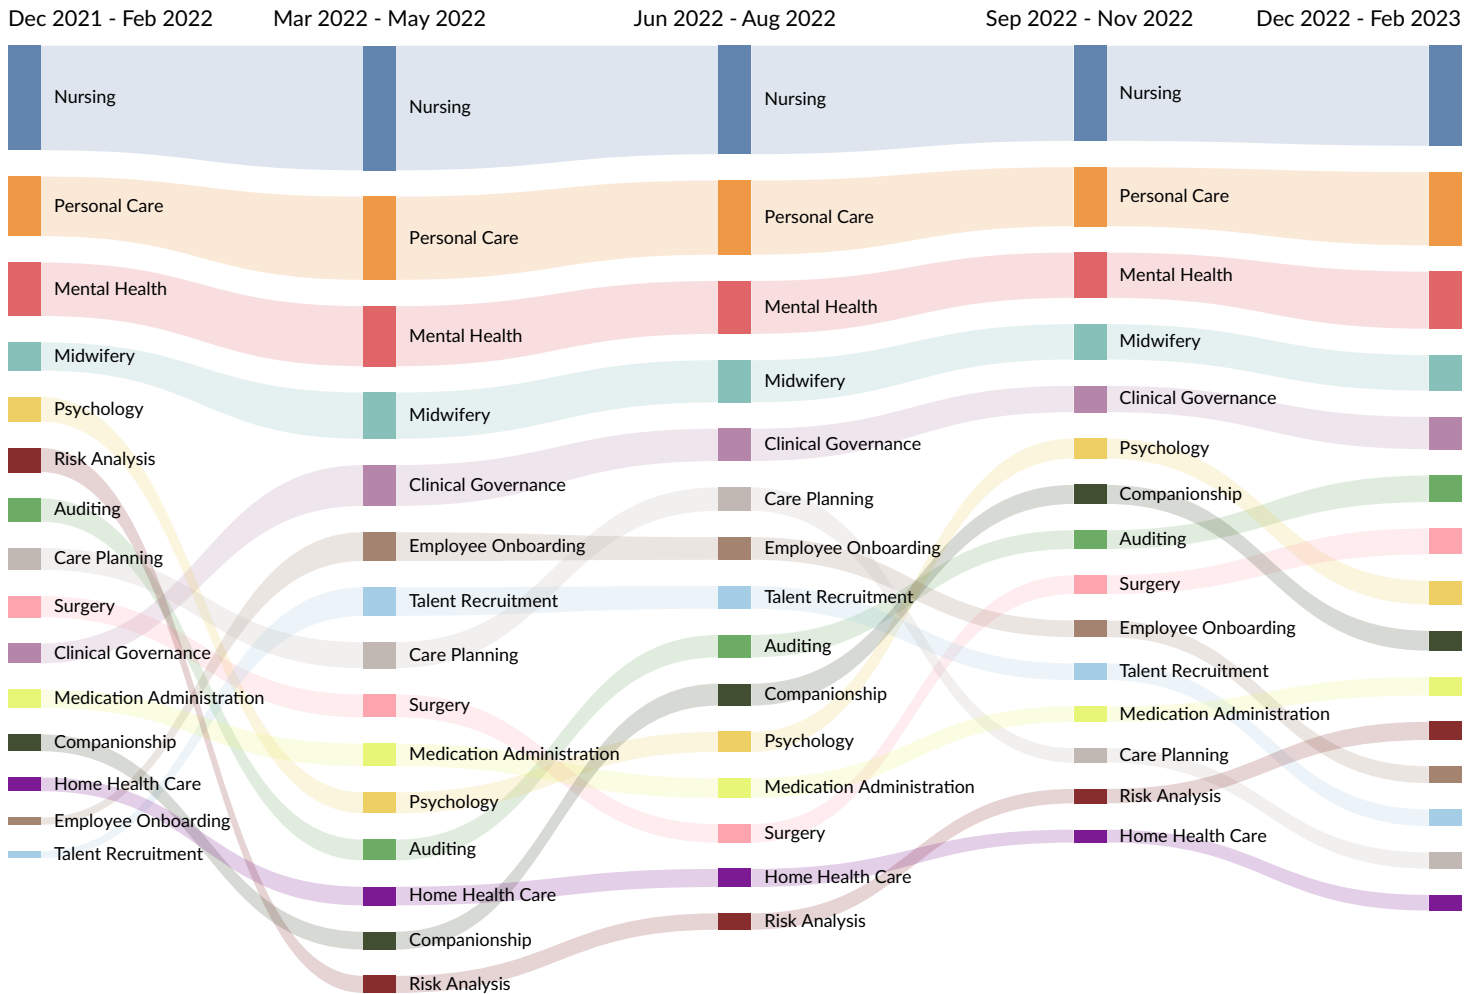 Dec 2021 - Feb 2022
Mar 2022 - May 2022
Jun 2022 - Aug 2022
Sep 2022 - Nov 2022
Dec 2022 - Feb 2023
Nursing
Personal Care
Mental Health
Midwifery
Psychology
Risk Analysis
Auditing
Care Planning
Surgery
Clinical Governance
Medication Administration
Companionship
Home Health Care
Employee Onboarding
Talent Recruitment
Nursing
Personal Care
Mental Health
Midwifery
Clinical Governance
Employee Onboarding
Talent Recruitment
Care Planning
Surgery
Medication Administration
Psychology
Auditing
Home Health Care
Companionship
Risk Analysis
Nursing
Personal Care
Mental Health
Midwifery
Clinical Governance
Care Planning
Employee Onboarding
Talent Recruitment
Auditing
Companionship
Psychology
Medication Administration
Surgery
Home Health Care
Risk Analysis
Nursing
Personal Care
Mental Health
Midwifery
Clinical Governance
Psychology
Companionship
Auditing
Surgery
Employee Onboarding
Talent Recruitment
Medication Administration
Care Planning
Risk Analysis
Home Health Care